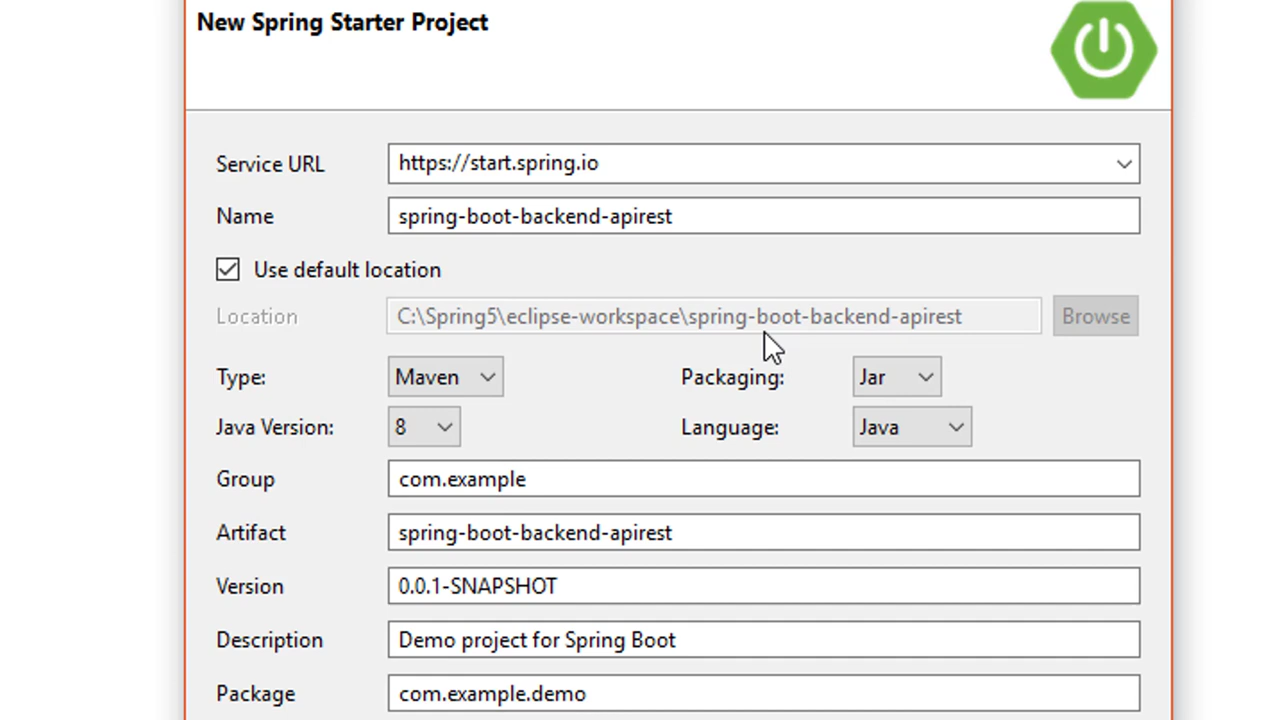 New Spring Starter Project
Service URL https://start.spring.io
Name spring-boot-backend-apirest
Use default location
Location C:\Spring5\eclipse-workspace\spring-boot-backend-apirest Browse
Type: Maven Packaging: Jar
Java Version: 8 Language: Java
Group com.example
Artifact spring-boot-backend-apirest
Version 0.0.1-SNAPSHOT
Description Demo project for Spring Boot
Package com.example.demo